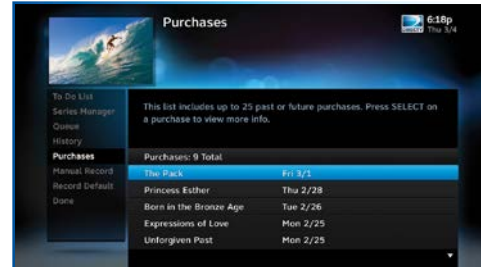 Purchases
6:18p
Thu 3/4
To Do List
Series Manager
Queue
History
Purchases
Manual Record
Record Default
Done
This list includes up to 25 past or future purchases. Press SELECT on
a purchase to view more info.
Purchases: 9 Total
The Pack Fri 3/1
Princess Esther Thu 2/28
Born in the Bronze Age Tue 2/26
Expressions of Love Mon 2/25
Unforgiven Past Mon 2/25